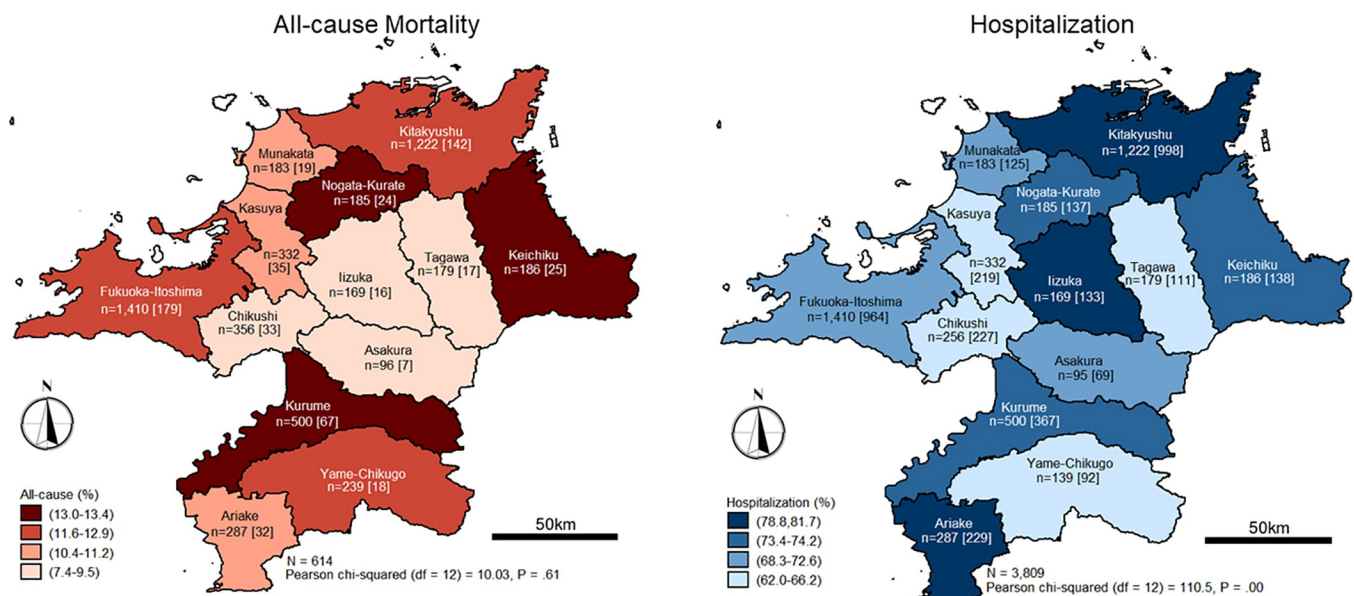 All-cause Mortality
Kitakyushu
n=1,222 [142]
Munakata
n=183 [19]
Nogata-Kurate
n=185 [24]
Kasuya
n=332
[35]
Tagawa
n=179 [17]
Keichiku
n=186 [25]
Iizuka
n=169 [16]
Fukuoka-Itoshima
n=1,410 [179]
Chikushi
n=356 [33]
Asakura
n=96 [7]
Kurume
n=500 [67]
Yame-Chikugo
n=239 [18]
Ariake
n=287 [32]
N
All-cause (%)
(13.0-13.4)
(11.6-12.9)
(10.4-11.2)
(7.4-9.5)
50km
N = 614
Pearson chi-squared (df = 12) = 10.03, P = .61
Hospitalization
Kitakyushu
n=1,222 [998]
Munakata
n=183 [125]
Nogata-Kurate
n=185 [137]
Kasuya
n=332
[219]
Tagawa
n=179 [111]
Keichiku
n=186 [138]
Iizuka
n=169 [133]
Fukuoka-Itoshima
n=1,410 [964]
Chikushi
n=256 [227]
Asakura
n=95 [69]
Kurume
n=500 [367]
Yame-Chikugo
n=139 [92]
Ariake
n=287 [229]
N
Hospitalization (%)
(78.8,81.7)
(73.4-74.2)
(68.3-72.6)
(62.0-66.2)
50km
N = 3,809
Pearson chi-squared (df = 12) = 110.5, P = .00